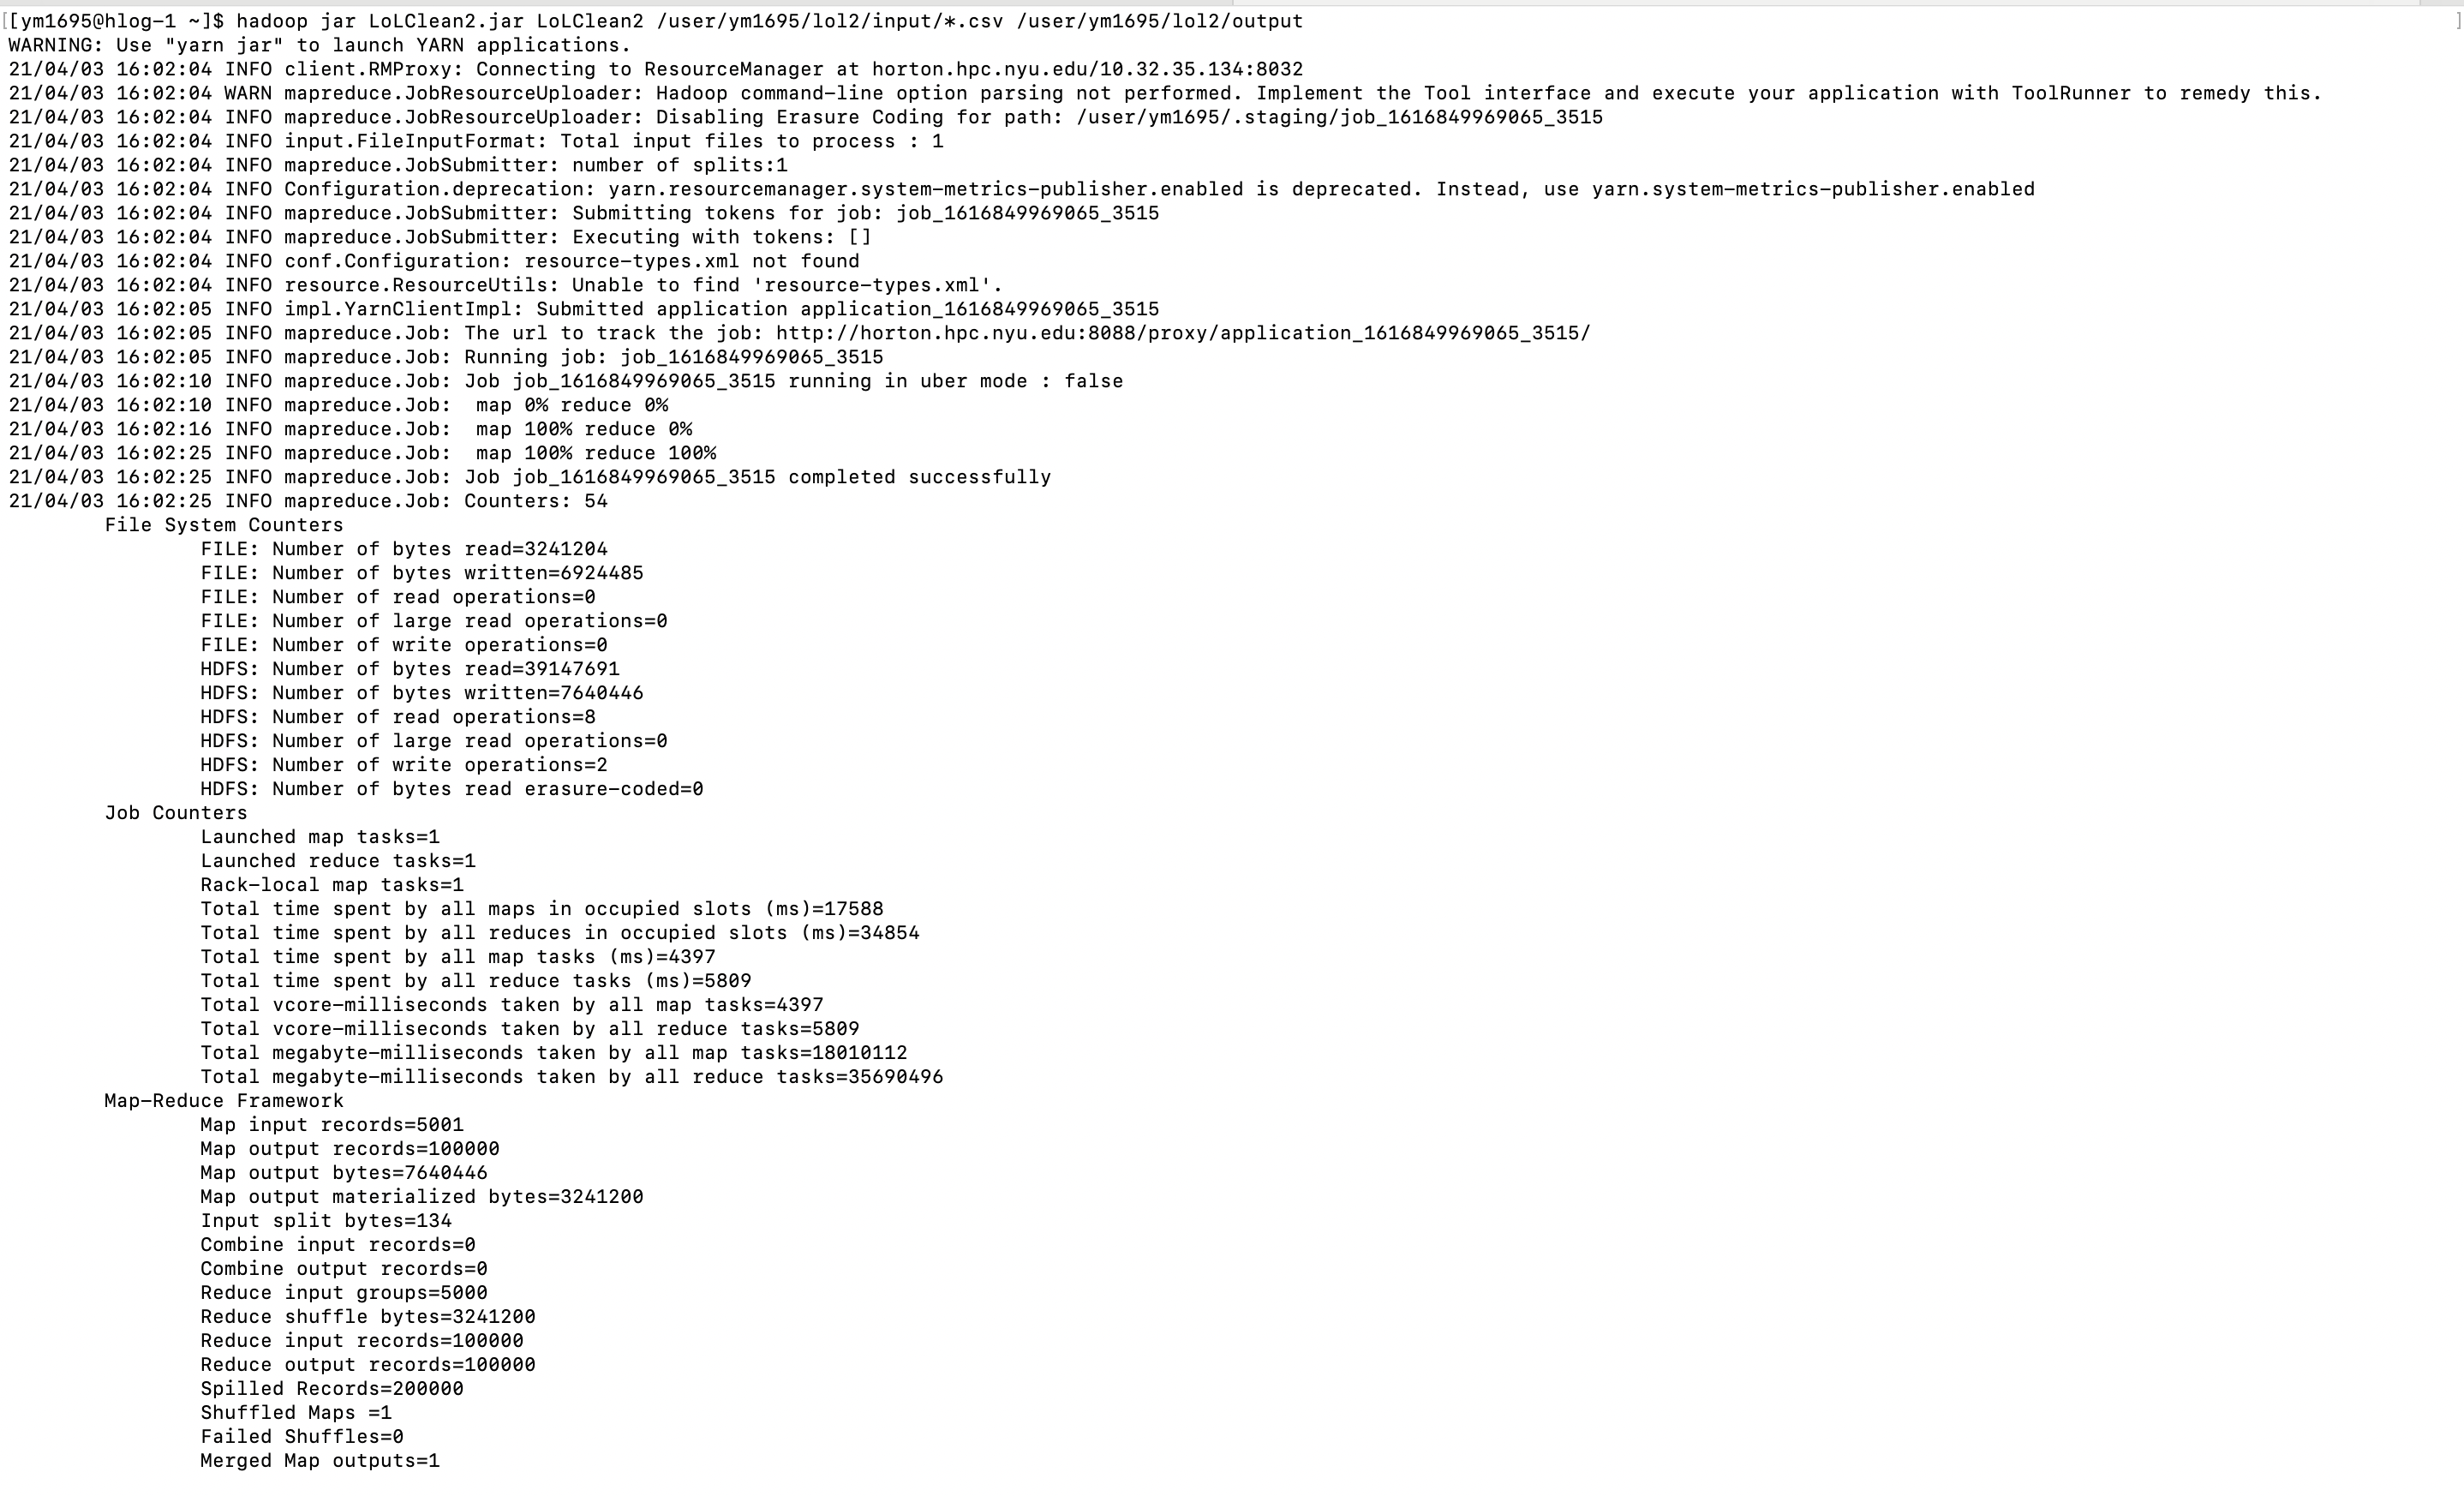 [[ym1695@hlog-1 ~]$ hadoop jar LoLClean2.jar LoLClean2 /user/ym1695/lol2/input/*.csv /user/ym1695/lol2/output ]
WARNING: Use "yarn jar" to launch YARN applications.
21/04/03 16:02:04 INFO client.RMProxy: Connecting to ResourceManager at horton.hpc.nyu.edu/10.32.35.134:8032
21/04/03 16:02:04 WARN mapreduce.JobResourceUploader: Hadoop command-line option parsing not performed. Implement the Tool interface and execute your application with ToolRunner to remedy this.
21/04/03 16:02:04 INFO mapreduce.JobResourceUploader: Disabling Erasure Coding for path: /user/ym1695/.staging/job_1616849969065_3515
21/04/03 16:02:04 INFO input.FileInputFormat: Total input files to process : 1
21/04/03 16:02:04 INFO mapreduce.JobSubmitter: number of splits:1
21/04/03 16:02:04 INFO Configuration.deprecation: yarn.resourcemanager.system-metrics-publisher.enabled is deprecated. Instead, use yarn.system-metrics-publisher.enabled
21/04/03 16:02:04 INFO mapreduce.JobSubmitter: Submitting tokens for job: job_1616849969065_3515
21/04/03 16:02:04 INFO mapreduce.JobSubmitter: Executing with tokens: []
21/04/03 16:02:04 INFO conf.Configuration: resource-types.xml not found
21/04/03 16:02:04 INFO resource.ResourceUtils: Unable to find 'resource-types.xml'.
21/04/03 16:02:05 INFO impl.YarnClientImpl: Submitted application application_1616849969065_3515
21/04/03 16:02:05 INFO mapreduce.Job: The url to track the job: http://horton.hpc.nyu.edu:8088/proxy/application_1616849969065_3515/
21/04/03 16:02:05 INFO mapreduce.Job: Running job: job_1616849969065_3515
21/04/03 16:02:10 INFO mapreduce.Job: Job job_1616849969065_3515 running in uber mode : false
21/04/03 16:02:10 INFO mapreduce.Job:  map 0% reduce 0%
21/04/03 16:02:16 INFO mapreduce.Job:  map 100% reduce 0%
21/04/03 16:02:25 INFO mapreduce.Job:  map 100% reduce 100%
21/04/03 16:02:25 INFO mapreduce.Job: Job job_1616849969065_3515 completed successfully
21/04/03 16:02:25 INFO mapreduce.Job: Counters: 54
File System Counters
FILE: Number of bytes read=3241204
FILE: Number of bytes written=6924485
FILE: Number of read operations=0
FILE: Number of large read operations=0
FILE: Number of write operations=0
HDFS: Number of bytes read=39147691
HDFS: Number of bytes written=7640446
HDFS: Number of read operations=8
HDFS: Number of large read operations=0
HDFS: Number of write operations=2
HDFS: Number of bytes read erasure-coded=0
Job Counters
Launched map tasks=1
Launched reduce tasks=1
Rack-local map tasks=1
Total time spent by all maps in occupied slots (ms)=17588
Total time spent by all reduces in occupied slots (ms)=34854
Total time spent by all map tasks (ms)=4397
Total time spent by all reduce tasks (ms)=5809
Total vcore-milliseconds taken by all map tasks=4397
Total vcore-milliseconds taken by all reduce tasks=5809
Total megabyte-milliseconds taken by all map tasks=18010112
Total megabyte-milliseconds taken by all reduce tasks=35690496
Map-Reduce Framework
Map input records=5001
Map output records=100000
Map output bytes=7640446
Map output materialized bytes=3241200
Input split bytes=134
Combine input records=0
Combine output records=0
Reduce input groups=5000
Reduce shuffle bytes=3241200
Reduce input records=100000
Reduce output records=100000
Spilled Records=200000
Shuffled Maps =1
Failed Shuffles=0
Merged Map outputs=1